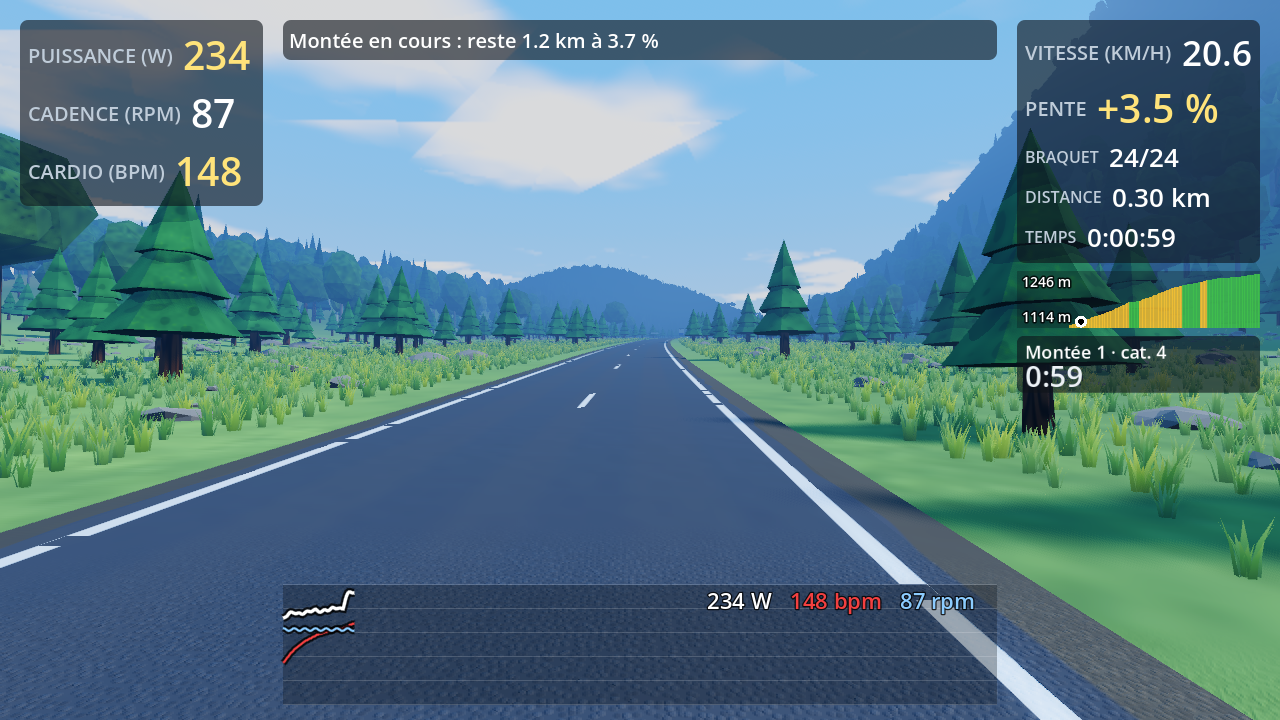 PUISSANCE (W) 234
CADENCE (RPM) 87
CARDIO (BPM) 148
Montée en cours : reste 1.2 km à 3.7 %
VITESSE (KM/H) 20.6
PENTE +3.5 %
BRAQUET 24/24
DISTANCE 0.30 km
TEMPS 0:00:59
1246 m
1114 m
Montée 1 · cat. 4
0:59
234 W 148 bpm 87 rpm